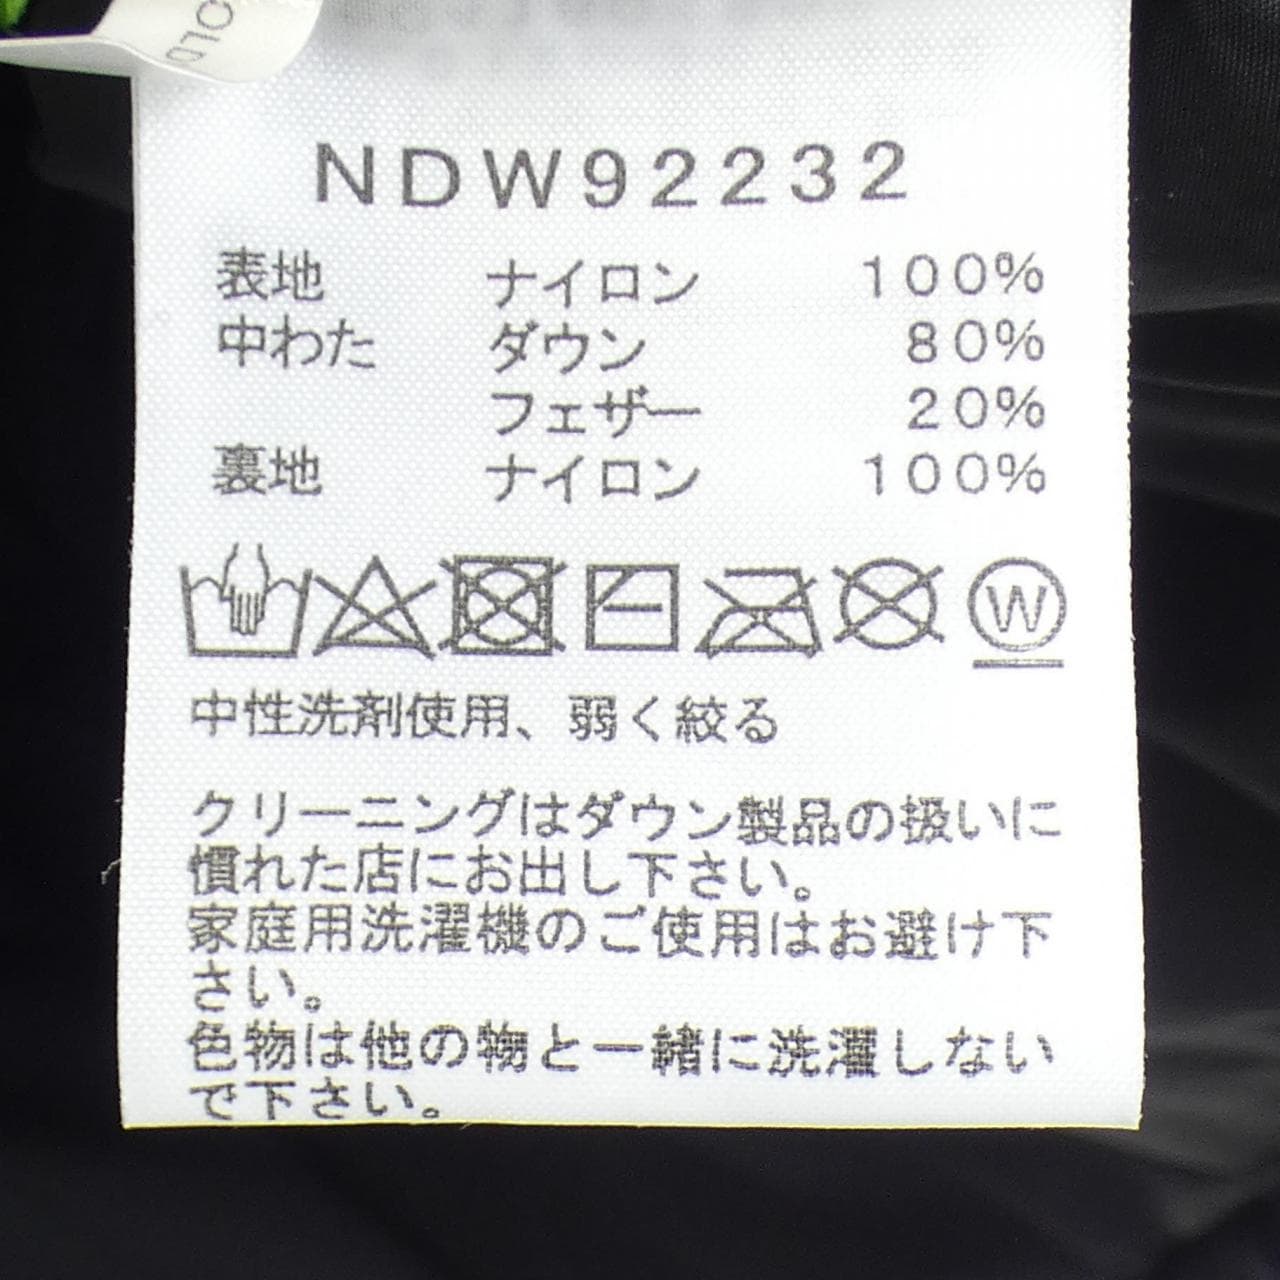 OLD
NDW92232
表地 ナイロン 100%
中わた ダウン 80%
フェザー 20%
裏地 ナイロン 100%
W
中性洗剤使用、弱く絞る
クリーニングはダウン製品の扱いに
慣れた店にお出し下さい。
家庭用洗濯機のご使用はお避け下
さい。
色物は他の物と一緒に洗濯しない
で下さい。